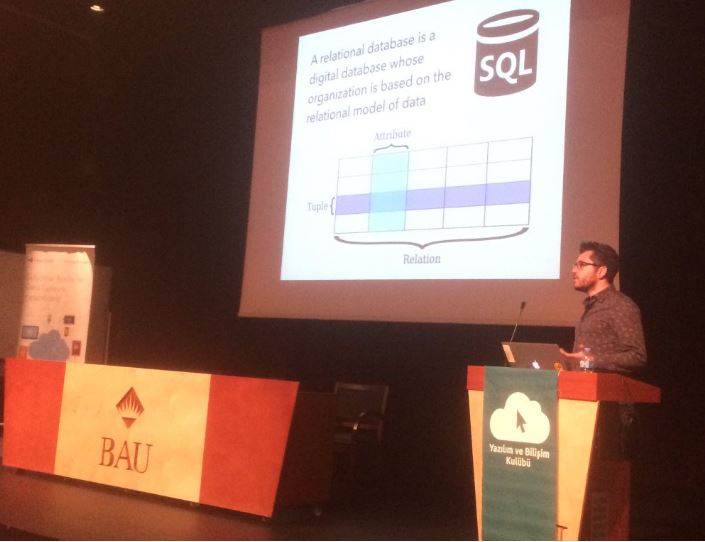 A relational database is a
digital database whose
organization is based on the
relational model of data
SQL
Attribute
Tuple
Relation
BAU
Yazılım ve Bilişim
Kulübü